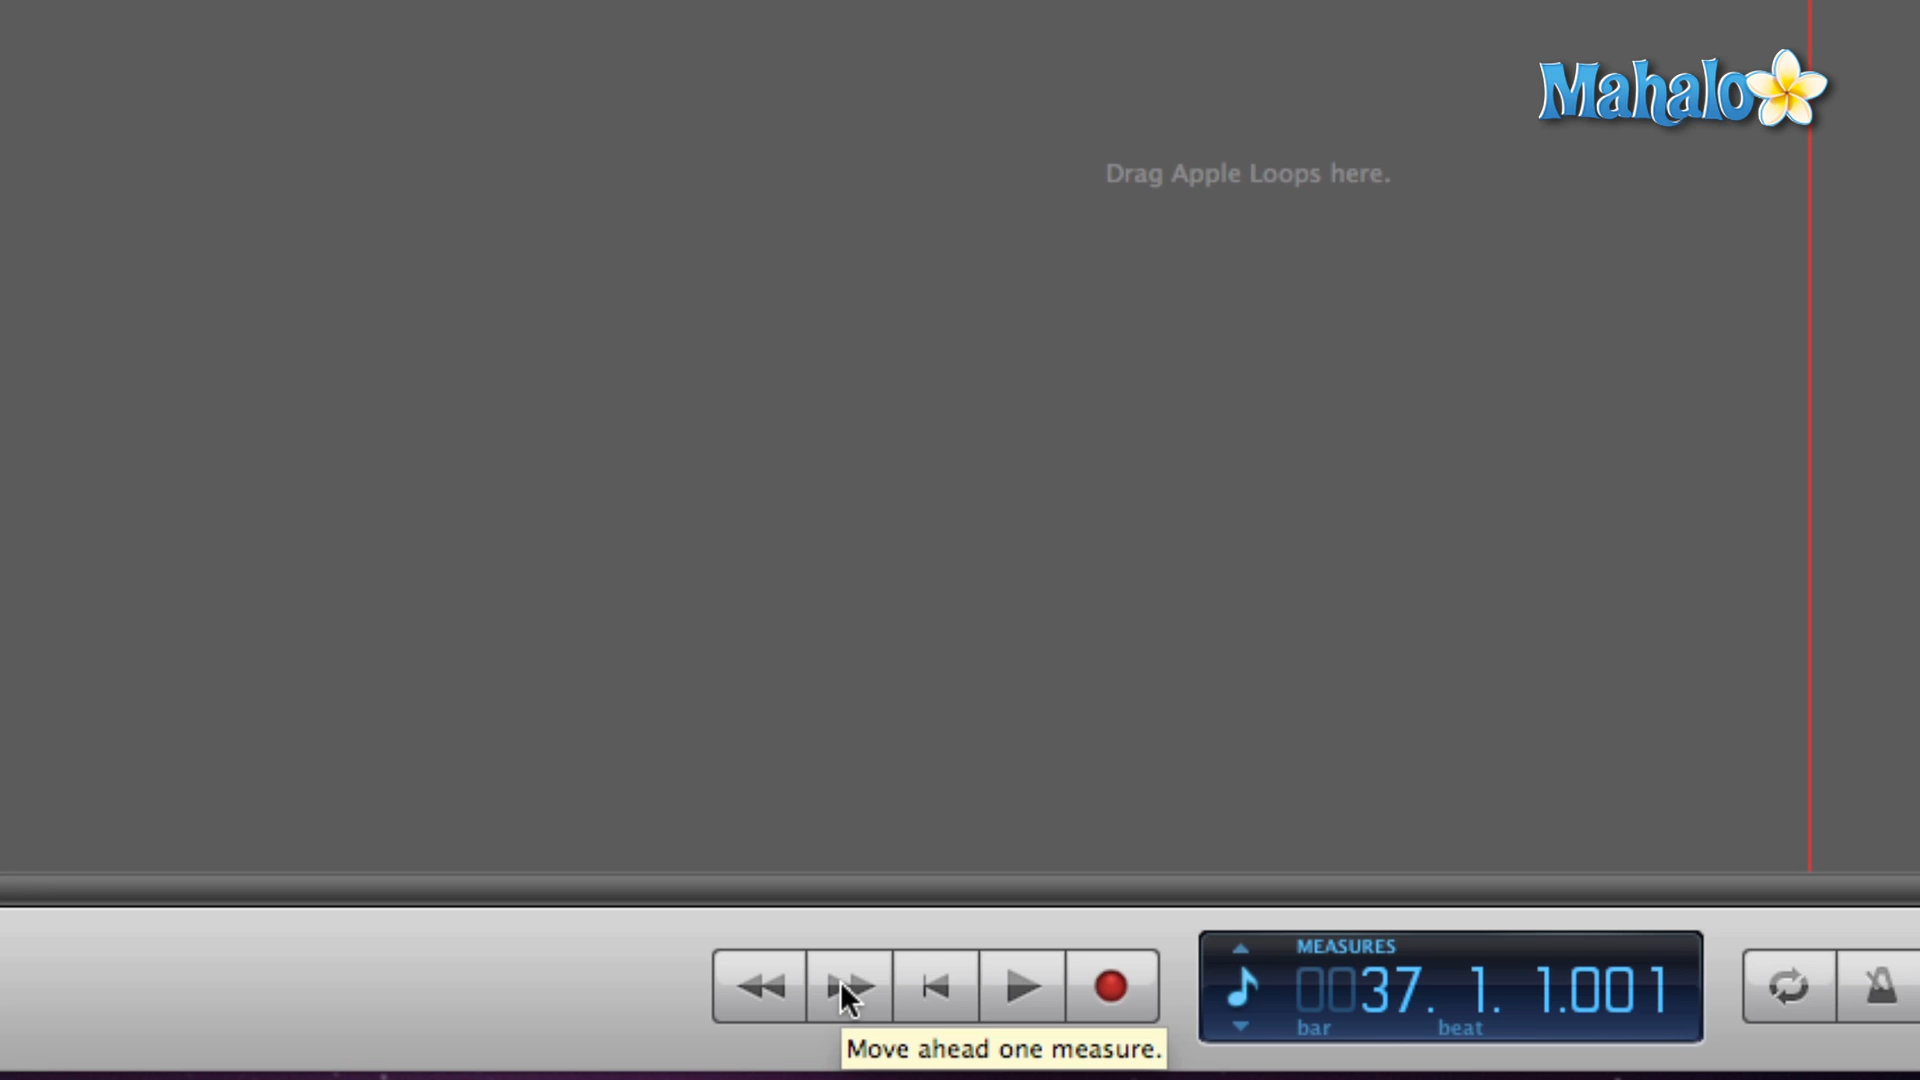 Mahalo
Drag Apple Loops here.
MEASURES
0037. 1. 1.001
bar beat
Move ahead one measure.